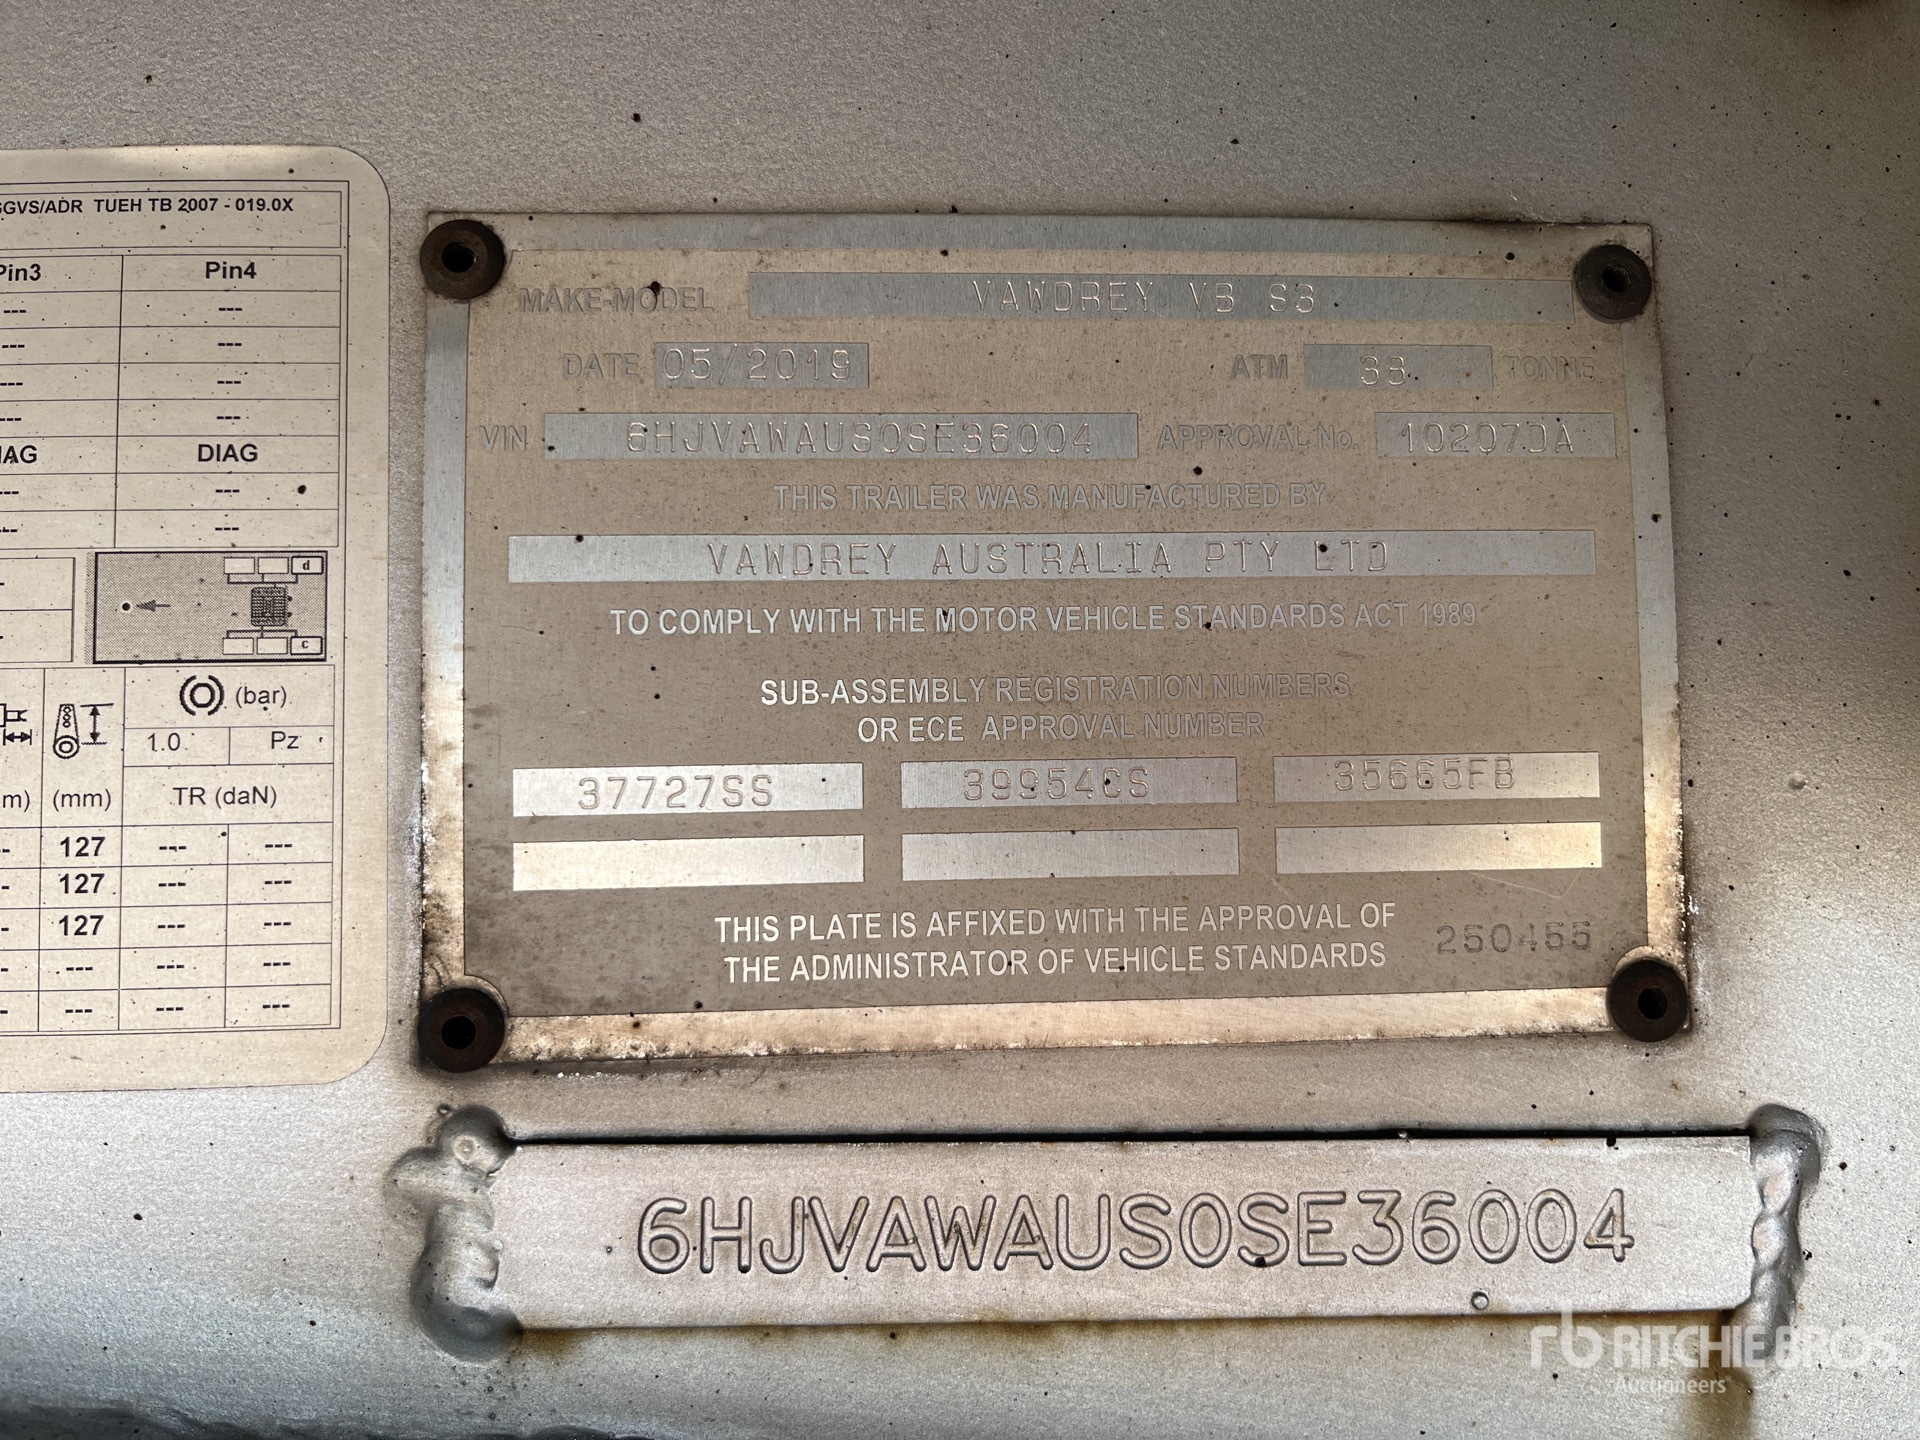 GVS/ADR TUEH TB 2007 - 019.0X
Pin3 Pin4
--- ---
--- ---
--- ---
--- ---
DIAG
--- ---
--- ---
d
c
(bar)
1.0 Pz
(mm) TR (daN)
127 --- ---
127 --- ---
127 --- ---
--- --- ---
--- --- ---
MAKE-MODEL VAWDREY VB S3
DATE 05/2019 ATM 38. TONNE
VIN 6HJVAWAUS0SE36004 APPROVAL No. 10207DA
THIS TRAILER WAS MANUFACTURED BY
VAWDREY AUSTRALIA PTY LTD
TO COMPLY WITH THE MOTOR VEHICLE STANDARDS ACT 1989
SUB-ASSEMBLY REGISTRATION NUMBERS
OR ECE APPROVAL NUMBER
37727SS 39954CS 35665FB
THIS PLATE IS AFFIXED WITH THE APPROVAL OF
THE ADMINISTRATOR OF VEHICLE STANDARDS 250455
6HJVAWAUS0SE36004
rb RITCHIE BROS
Auctioneers